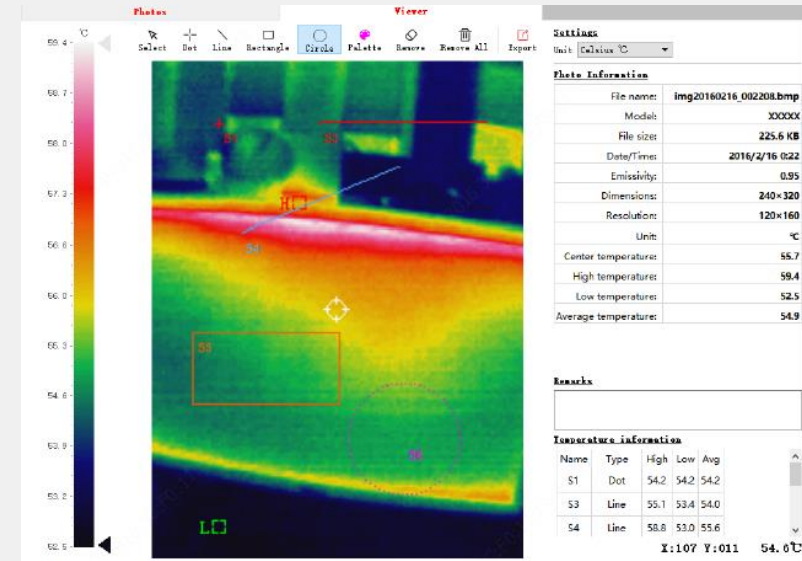 Photos
Viewer
Select Dot Line Rectangle Circle Palette Remove Remove All Export
℃
59.4
58.7
58.0
57.3
56.6
56.0
55.3
54.6
53.9
53.2
52.5
S1
S3
H
S4
S5
S6
L
Settings
Unit Celsius ℃
Photo Information
File name: img20160216_002208.bmp
Model: XXXXX
File size: 225.6 KB
Date/Time: 2016/2/16 0:22
Emissivity: 0.95
Dimensions: 240×320
Resolution: 120×160
Unit: ℃
Center temperature: 55.7
High temperature: 59.4
Low temperature: 52.5
Average temperature: 54.9
Remarks
Temperature information
Name Type High Low Avg
S1 Dot 54.2 54.2 54.2
S3 Line 55.1 53.4 54.0
S4 Line 58.8 53.0 55.6
X:107 Y:011